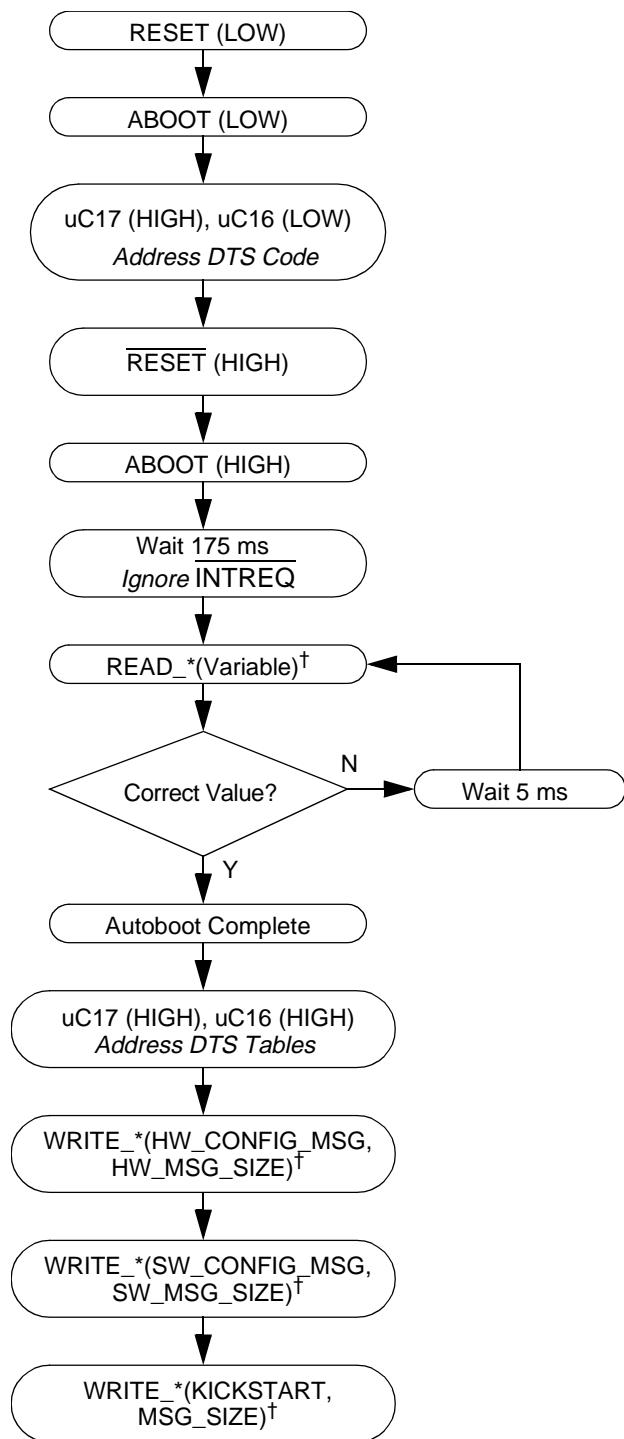 RESET (LOW)
ABOOT (LOW)
uC17 (HIGH), uC16 (LOW)
Address DTS Code
RESET (HIGH)
ABOOT (HIGH)
Wait 175 ms
Ignore INTREQ
READ_*(Variable)†
Correct Value?
N
Wait 5 ms
Y
Autoboot Complete
uC17 (HIGH), uC16 (HIGH)
Address DTS Tables
WRITE_*(HW_CONFIG_MSG,
HW_MSG_SIZE)†
WRITE_*(SW_CONFIG_MSG,
SW_MSG_SIZE)†
WRITE_*(KICKSTART,
MSG_SIZE)†